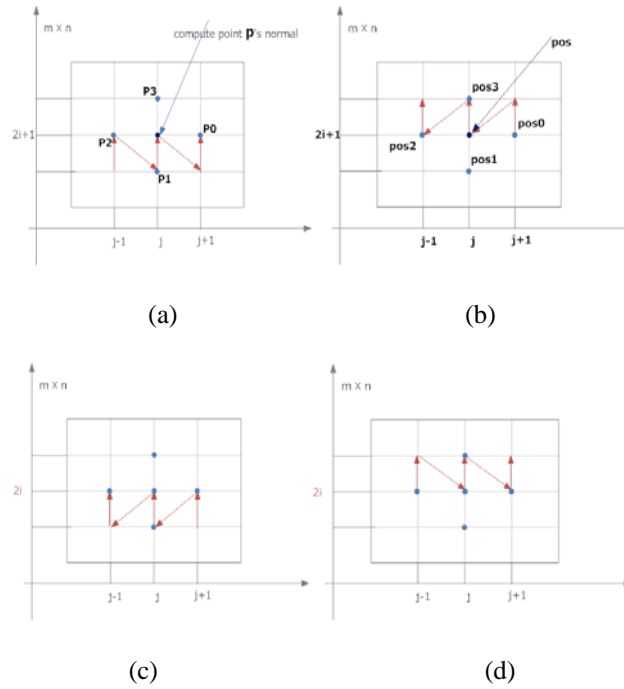 m x n
compute point P's normal
P3
2i+1
P2
P0
P1
j-1
j
j+1
(a)
m x n
pos
pos3
2i+1
pos2
pos0
pos1
j-1
j
j+1
(b)
m x n
2i
j-1
j
j+1
(c)
m x n
2i
j-1
j
j+1
(d)